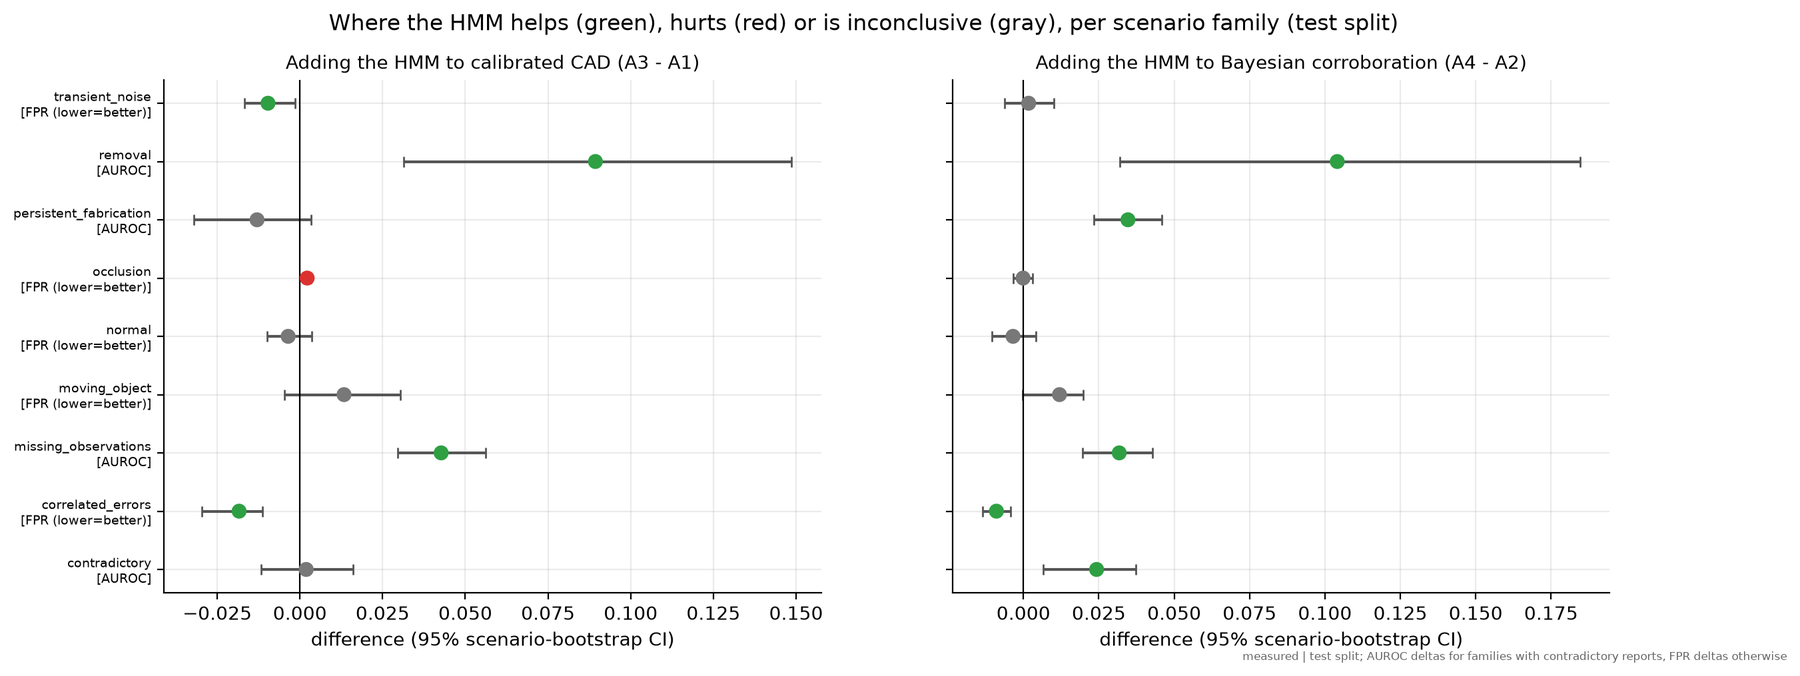 Where the HMM helps (green), hurts (red) or is inconclusive (gray), per scenario family (test split)
Adding the HMM to calibrated CAD (A3 - A1)
transient_noise
[FPR (lower=better)]
removal
[AUROC]
persistent_fabrication
[AUROC]
occlusion
[FPR (lower=better)]
normal
[FPR (lower=better)]
moving_object
[FPR (lower=better)]
missing_observations
[AUROC]
correlated_errors
[FPR (lower=better)]
contradictory
[AUROC]
−0.025 0.000 0.025 0.050 0.075 0.100 0.125 0.150
difference (95% scenario-bootstrap CI)
Adding the HMM to Bayesian corroboration (A4 - A2)
0.000 0.025 0.050 0.075 0.100 0.125 0.150 0.175
difference (95% scenario-bootstrap CI)
measured | test split; AUROC deltas for families with contradictory reports, FPR deltas otherwise